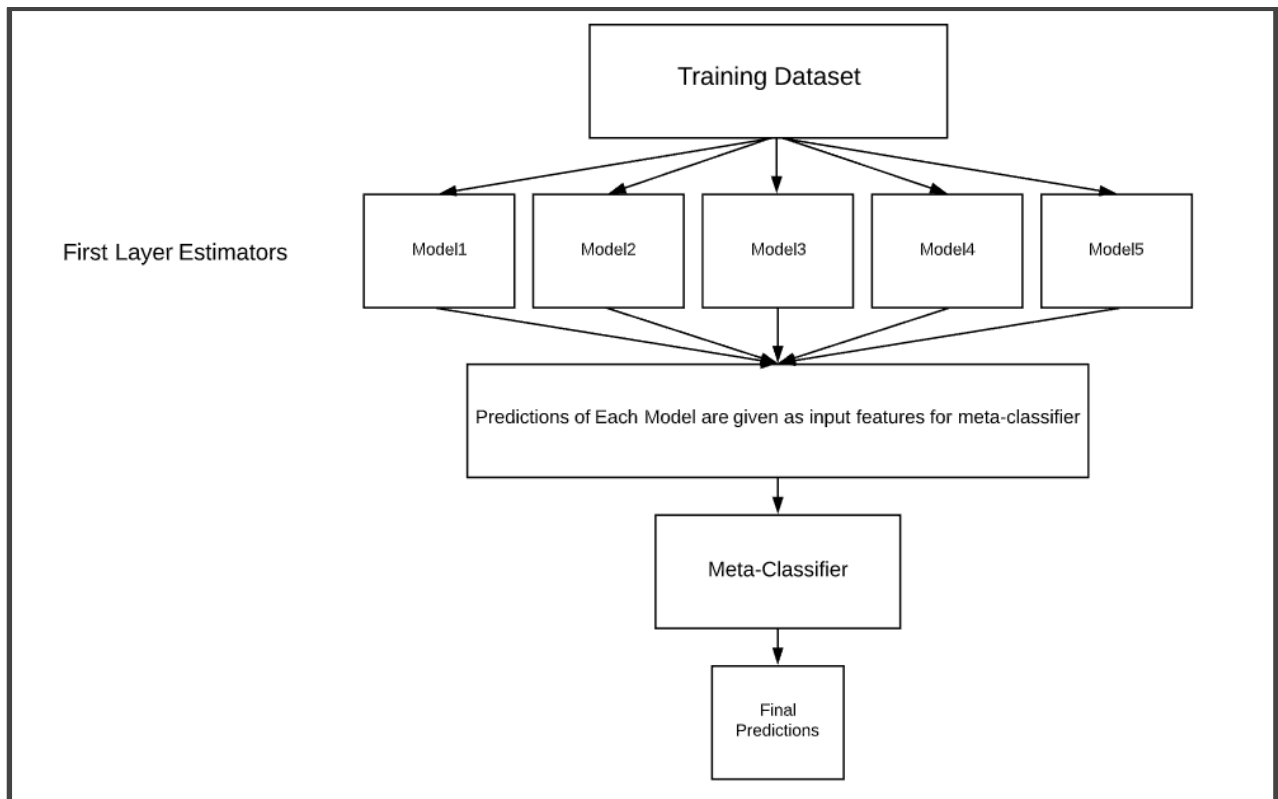 Training Dataset
First Layer Estimators
Model1
Model2
Model3
Model4
Model5
Predictions of Each Model are given as input features for meta-classifier
Meta-Classifier
Final
Predictions